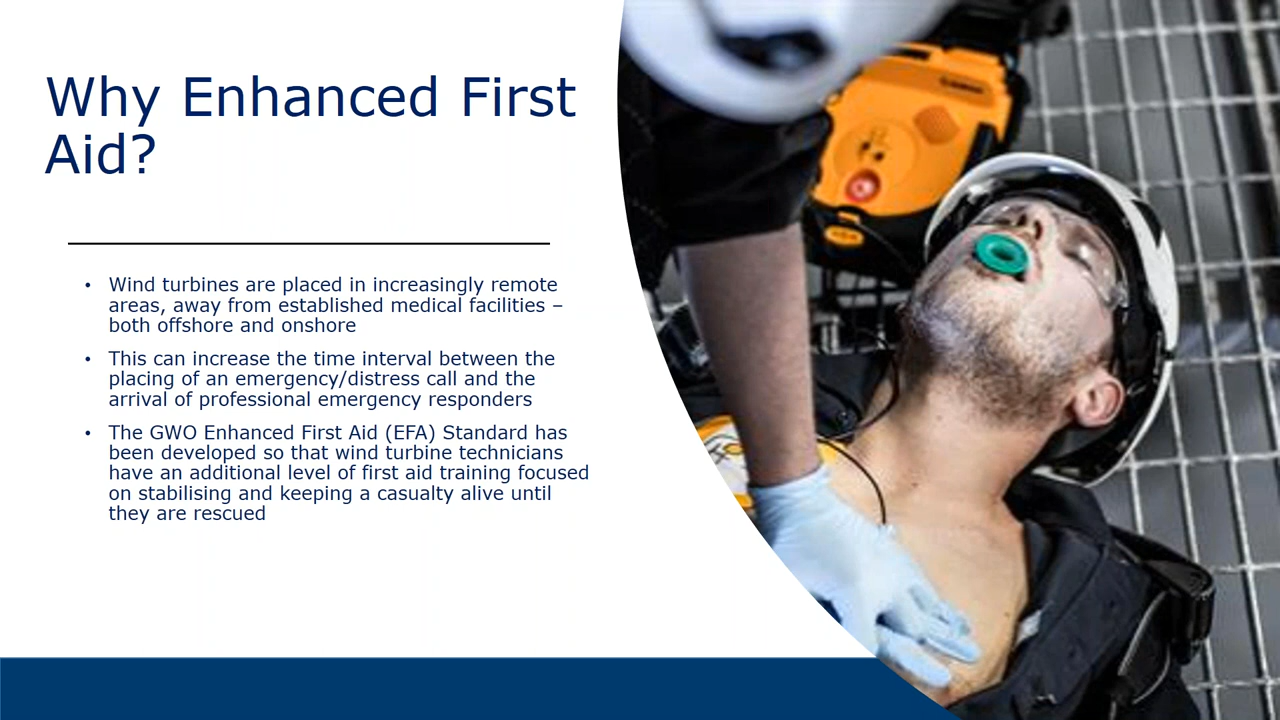 Why Enhanced First
Aid?
• Wind turbines are placed in increasingly remote
areas, away from established medical facilities –
both offshore and onshore
• This can increase the time interval between the
placing of an emergency/distress call and the
arrival of professional emergency responders
• The GWO Enhanced First Aid (EFA) Standard has
been developed so that wind turbine technicians
have an additional level of first aid training focused
on stabilising and keeping a casualty alive until
they are rescued